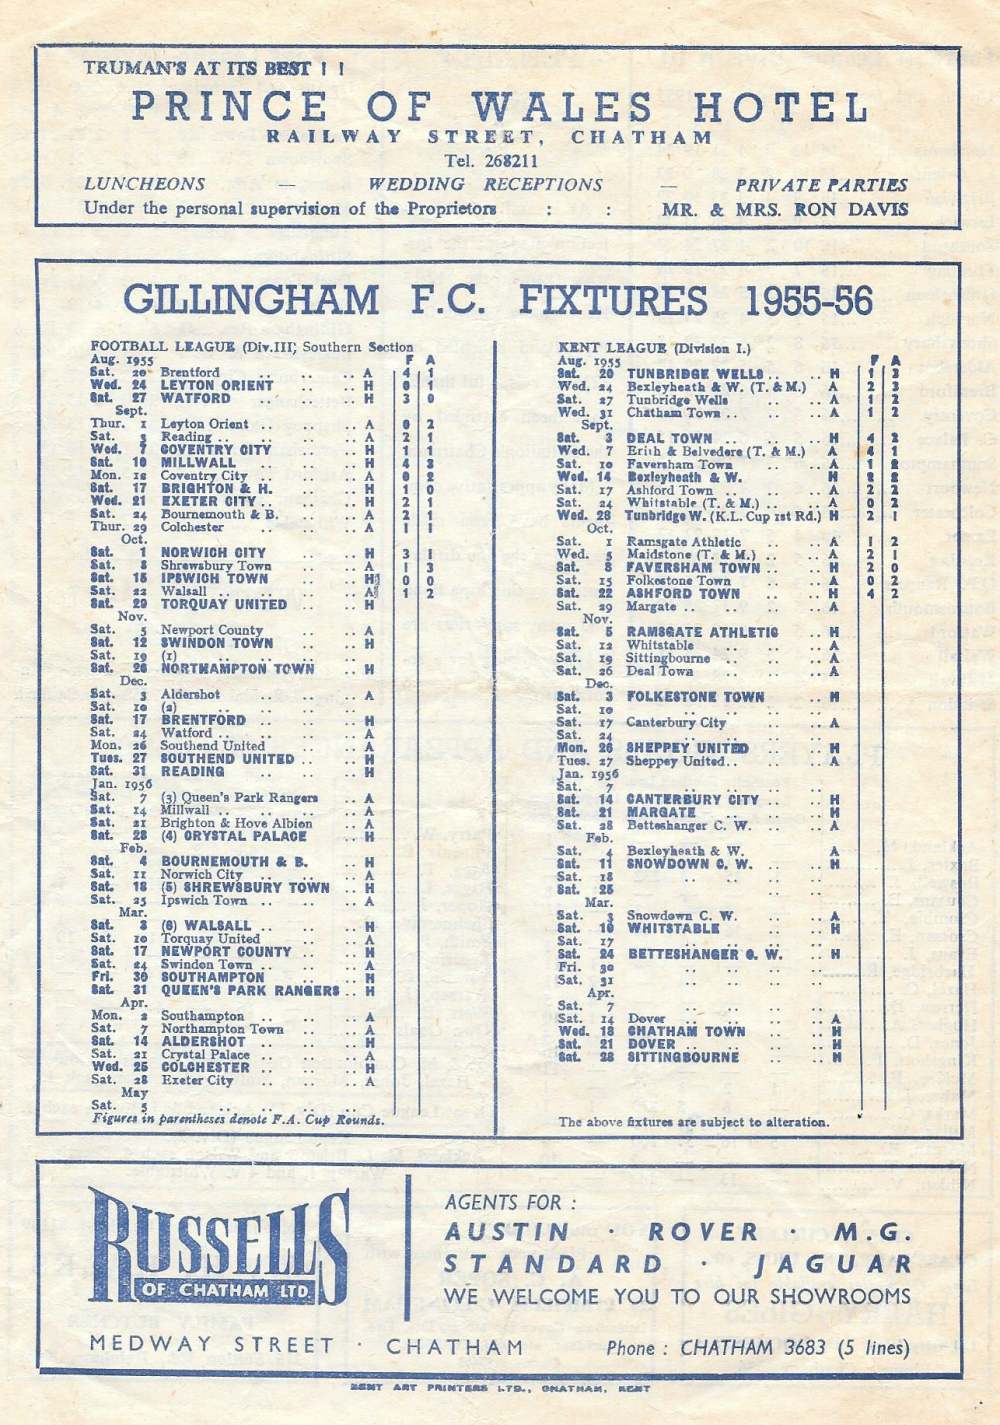 TRUMAN'S AT ITS BEST ! !
PRINCE OF WALES HOTEL
RAILWAY STREET, CHATHAM
Tel. 268211
LUNCHEONS — WEDDING RECEPTIONS — PRIVATE PARTIES
Under the personal supervision of the Proprietors : : MR. & MRS. RON DAVIS
GILLINGHAM F.C. FIXTURES 1955-56
FOOTBALL LEAGUE (Div.III, Southern Section
F A
Aug. 1955
Sat. 20 Brentford .. .. .. A 4 1
Wed. 24 LEYTON ORIENT .. H
Sat. 27 WATFORD .. .. H 3 0
Sept.
Thur. 1 Leyton Orient .. .. A 0 2
Sat. 3 Reading .. .. .. A 2 1
Wed. 7 COVENTRY CITY .. H 1 1
Sat. 10 MILLWALL .. .. H 4 3
Mon. 12 Coventry City .. .. A 0 2
Sat. 17 BRIGHTON & H. .. H 1 0
Wed. 21 EXETER CITY .. .. H 2 1
Sat. 24 Bournemouth & B. .. A 2 1
Thur. 29 Colchester .. .. A 1 1
Oct.
Sat. 1 NORWICH CITY .. H 3 1
Sat. 8 Shrewsbury Town .. A 1 3
Sat. 15 IPSWICH TOWN .. H 0 0
Sat. 22 Walsall .. .. .. A 1 2
Sat. 29 TORQUAY UNITED .. H
Nov.
Sat. 5 Newport County .. .. A
Sat. 12 SWINDON TOWN .. H
Sat. 19 (1) .. .. .. ..
Sat. 26 NORTHAMPTON TOWN .. H
Dec.
Sat. 3 Aldershot .. .. .. A
Sat. 10 (2) .. .. .. ..
Sat. 17 BRENTFORD .. .. H
Sat. 24 Watford .. .. .. A
Mon. 26 Southend United .. A
Tues. 27 SOUTHEND UNITED .. H
Sat. 31 READING .. .. H
Jan. 1956
Sat. 7 (3) Queen's Park Rangers .. A
Sat. 14 Millwall .. .. .. A
Sat. 21 Brighton & Hove Albion .. A
Sat. 28 (4) CRYSTAL PALACE .. H
Feb.
Sat. 4 BOURNEMOUTH & B. .. H
Sat. 11 Norwich City .. .. A
Sat. 18 (5) SHREWSBURY TOWN .. H
Sat. 25 Ipswich Town .. .. A
Mar.
Sat. 3 (6) WALSALL .. .. H
Sat. 10 Torquay United .. .. A
Sat. 17 NEWPORT COUNTY .. H
Sat. 24 Swindon Town .. .. A
Fri. 30 SOUTHAMPTON .. H
Sat. 31 QUEEN'S PARK RANGERS .. H
Apr.
Mon. 2 Southampton .. .. A
Sat. 7 Northampton Town .. A
Sat. 14 ALDERSHOT .. .. H
Sat. 21 Crystal Palace .. .. A
Wed. 25 COLCHESTER .. .. H
Sat. 28 Exeter City .. .. A
May
Sat. 5 .. .. .. ..
Figures in parentheses denote F.A. Cup Rounds.
KENT LEAGUE (Division I.)
F A
Aug. 1955
Sat. 20 TUNBRIDGE WELLS .. H 1 3
Wed. 24 Bexleyheath & W. (T. & M.) .. A 2 3
Sat. 27 Tunbridge Wells .. A 1 2
Wed. 31 Chatham Town .. .. A 1 2
Sept.
Sat. 3 DEAL TOWN .. .. H 4 2
Wed. 7 Erith & Belvedere (T. & M.) .. A 4 1
Sat. 10 Faversham Town .. A 1
Wed. 14 Bexleyheath & W. .. H 2
Sat. 17 Ashford Town .. .. A 2 2
Sat. 24 Whitstable (T. & M.) .. .. A 0 2
Wed. 28 Tunbridge W. (K.L. Cup 1st Rd.) H 2 1
Oct.
Sat. 1 Ramsgate Athletic .. A 1 2
Wed. 5 Maidstone (T. & M.) .. .. A 2 1
Sat. 8 FAVERSHAM TOWN .. H 2 0
Sat. 15 Folkestone Town .. A 0 2
Sat. 22 ASHFORD TOWN .. H 4 2
Sat. 29 Margate .. .. .. A
Nov.
Sat. 5 RAMSGATE ATHLETIC .. H
Sat. 12 Whitstable .. .. A
Sat. 19 Sittingbourne .. .. A
Sat. 26 Deal Town .. .. A
Dec.
Sat. 3 FOLKESTONE TOWN .. H
Sat. 10 .. .. ..
Sat. 17 Canterbury City .. .. A
Sat. 24 .. .. ..
Mon. 26 SHEPPEY UNITED .. H
Tues. 27 Sheppey United .. .. A
Jan. 1956
Sat. 7 .. .. ..
Sat. 14 CANTERBURY CITY .. H
Sat. 21 MARGATE .. .. H
Sat. 28 Betteshanger C. W. .. A
Feb.
Sat. 4 Bexleyheath & W. .. A
Sat. 11 SNOWDOWN C. W. .. H
Sat. 18 .. .. ..
Sat. 25
Mar.
Sat. 3 Snowdown C. W. .. A
Sat. 10 WHITSTABLE .. .. H
Sat. 17 .. .. ..
Sat. 24 BETTESHANGER C. W. .. H
Fri. 30 .. .. ..
Sat. 31 .. .. ..
Apr.
Sat. 7 .. .. ..
Sat. 14 Dover .. .. .. A
Wed. 18 CHATHAM TOWN .. H
Sat. 21 DOVER .. .. .. H
Sat. 28 SITTINGBOURNE .. H
The above fixtures are subject to alteration.
RUSSELLS
OF CHATHAM LTD.
MEDWAY STREET · CHATHAM
AGENTS FOR :
AUSTIN · ROVER · M.G.
STANDARD · JAGUAR
WE WELCOME YOU TO OUR SHOWROOMS
Phone : CHATHAM 3683 (5 lines)
KENT ART PRINTERS LTD., CHATHAM, KENT